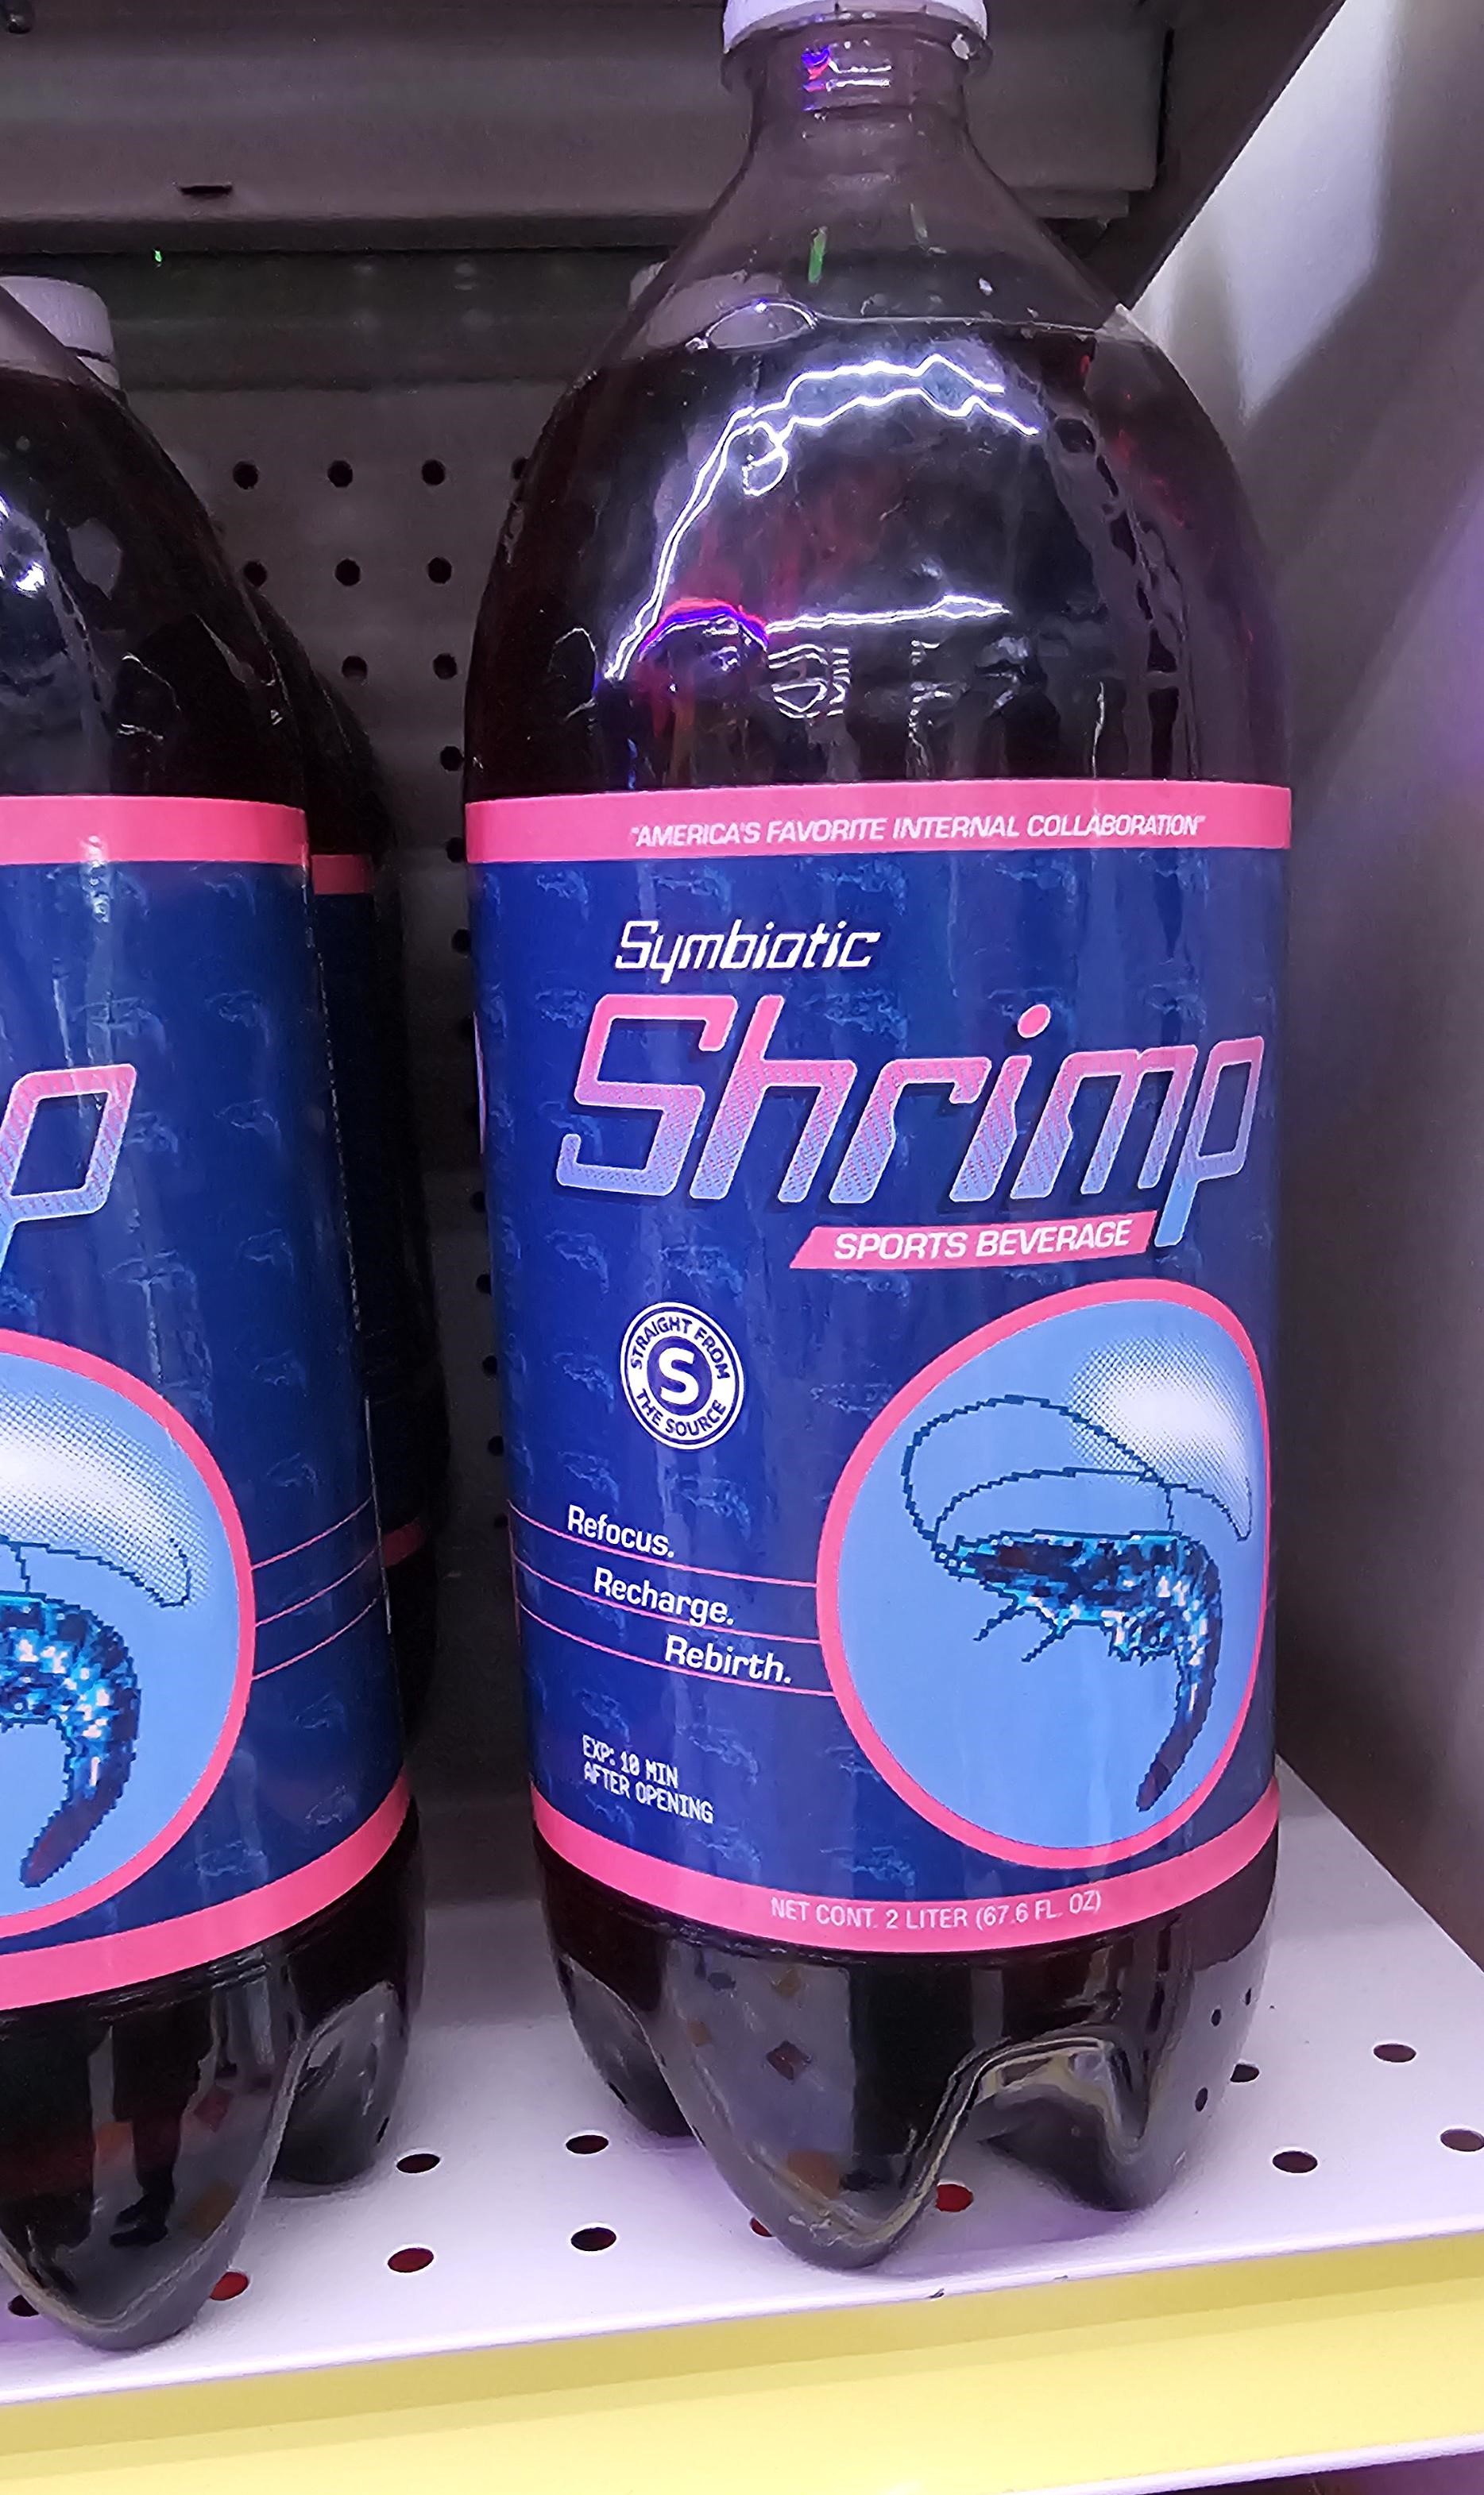 "AMERICA'S FAVORITE INTERNAL COLLABORATION"
Symbiotic
Shrimp
SPORTS BEVERAGE
STRAIGHT FROM
S
THE SOURCE
Refocus.
Recharge.
Rebirth.
EXP: 10 MIN
AFTER OPENING
NET CONT. 2 LITER (67.6 FL. OZ)
p